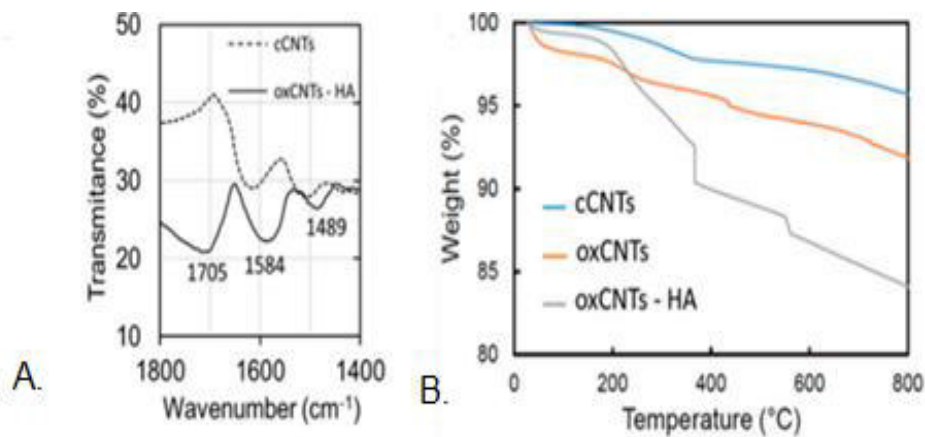 50
40
30
20
10
Transmitance (%)
cCNTs
oxCNTs - HA
1705
1584
1489
1800
1600
1400
Wavenumber (cm⁻¹)
A.
100
95
90
85
80
Weight (%)
cCNTs
oxCNTs
oxCNTs - HA
0
200
400
600
800
Temperature (°C)
B.